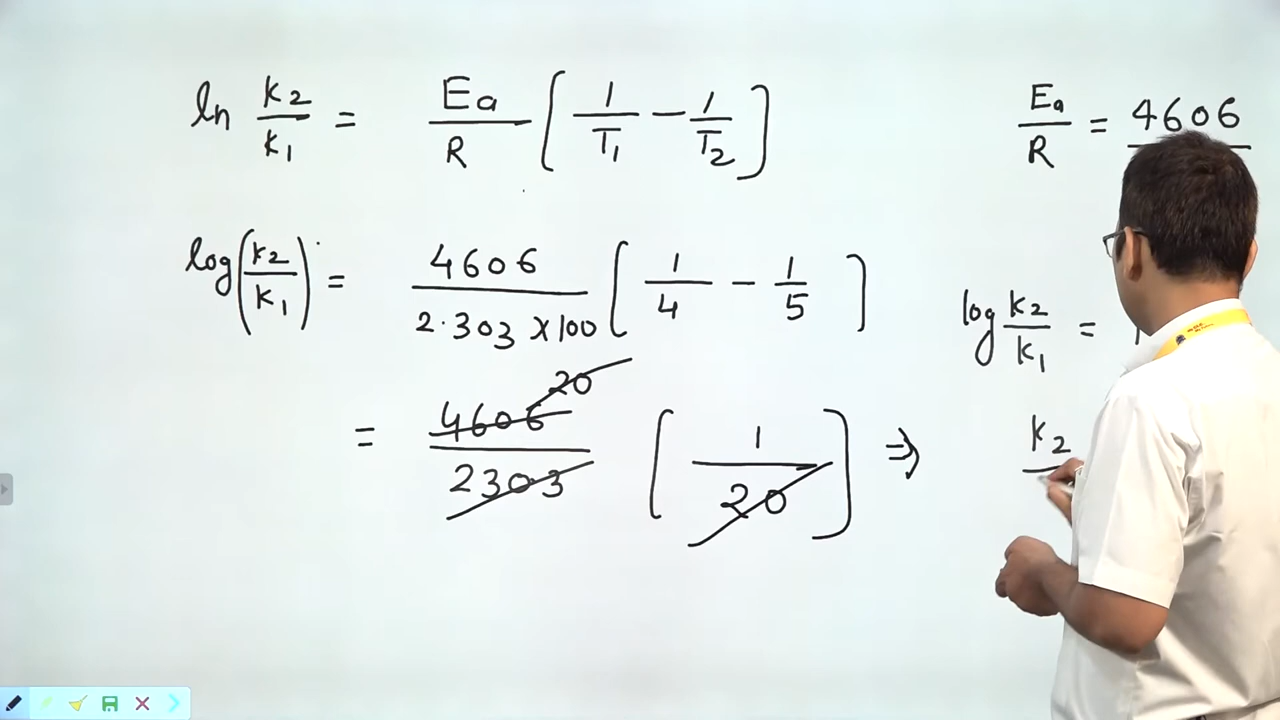 ln K2/K1 = Ea/R [1/T1 − 1/T2]
log(K2/K1) = 4606/2.303×100 [1/4 − 1/5]
= 4606/2303 20 [1/20] ⇒
Ea/R = 4606
log K2/K1 =
K2